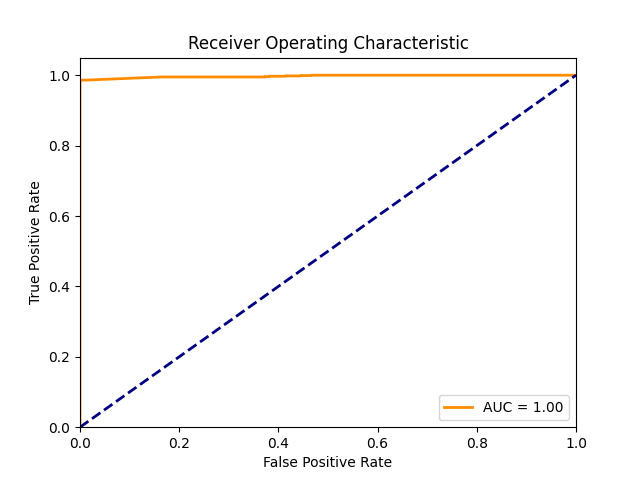 Receiver Operating Characteristic
1.0
0.8
0.6
0.4
0.2
0.0
True Positive Rate
AUC = 1.00
0.0 0.2 0.4 0.6 0.8 1.0
False Positive Rate